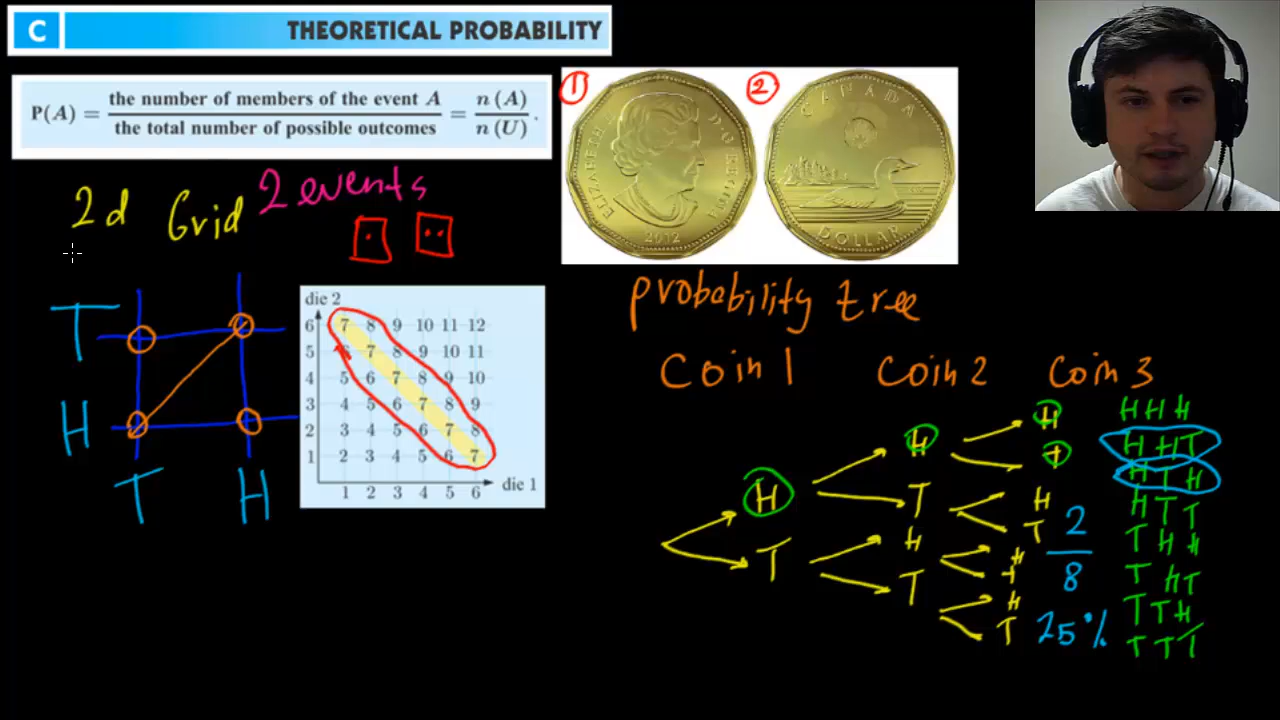 C THEORETICAL PROBABILITY
P(A) = the number of members of the event A / the total number of possible outcomes = n (A) / n (U) .
① ②
ELIZABETH II D·G·REGINA
2012
CANADA
DOLLAR
2d Grid 2 events
T
H
T H
die 2
6 7 8 9 10 11 12
5 6 7 8 9 10 11
4 5 6 7 8 9 10
3 4 5 6 7 8 9
2 3 4 5 6 7 8
1 2 3 4 5 6 7
1 2 3 4 5 6 die 1
probability tree
Coin 1 Coin 2 Coin 3
H
T
H
T
H
T
H
T
H
T
H
T
H
T
2
8
25%
HHH
HHT
HTH
HTT
THH
THT
TTH
TTT